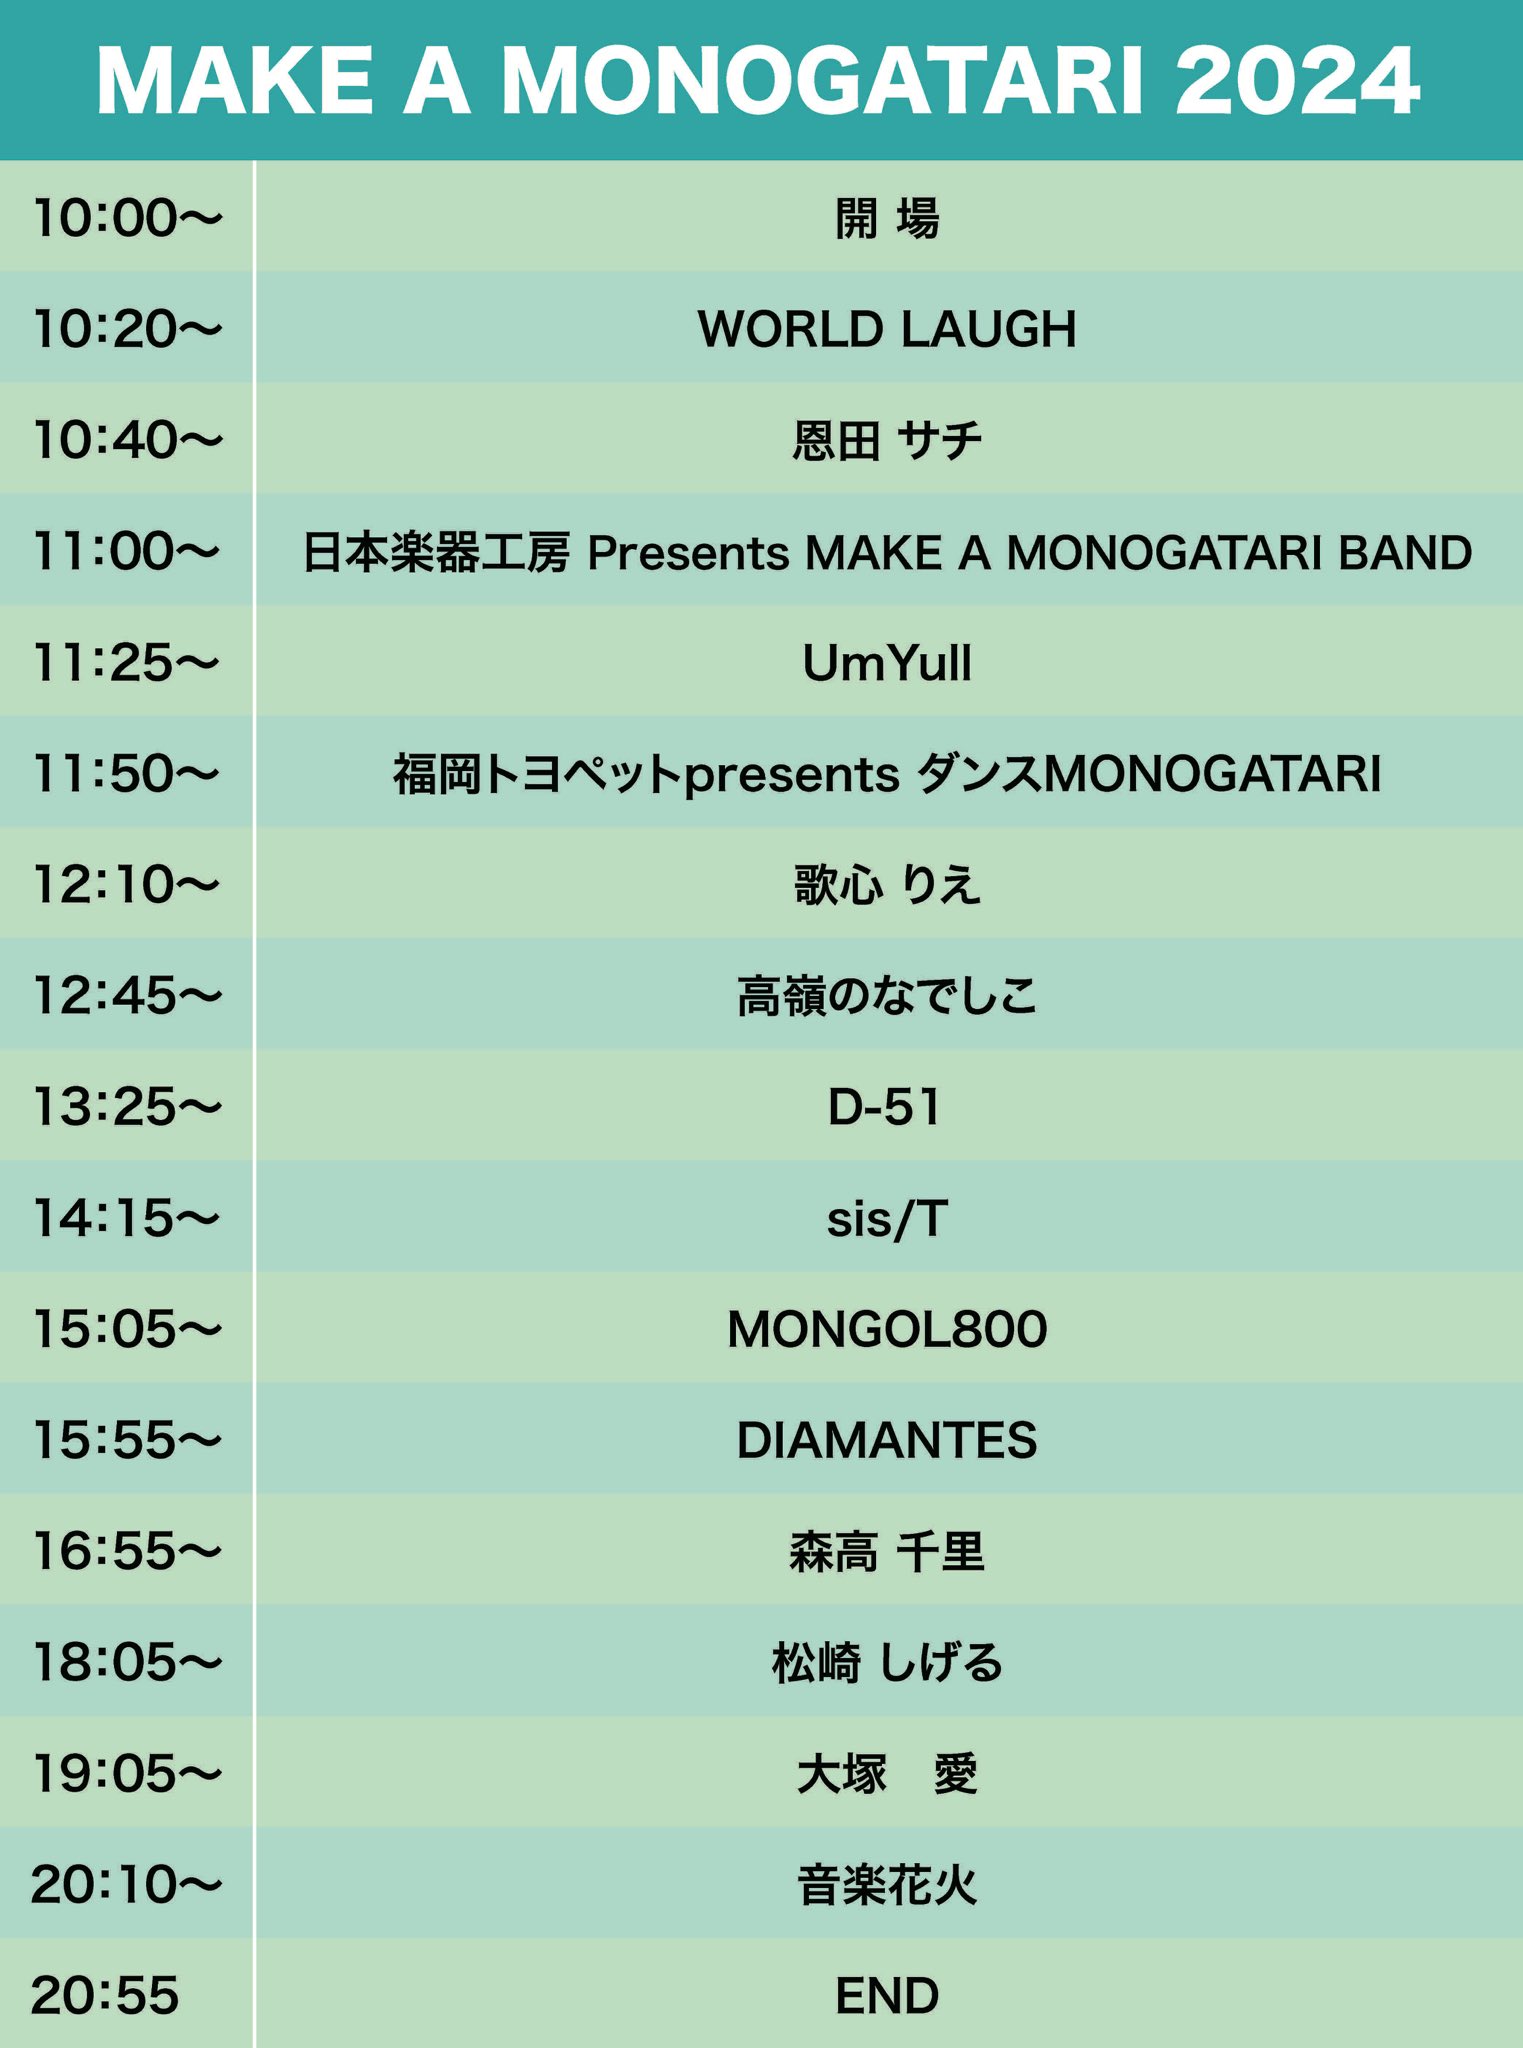 MAKE A MONOGATARI 2024
10:00〜 開 場
10:20〜 WORLD LAUGH
10:40〜 恩田 サチ
11:00〜 日本楽器工房 Presents MAKE A MONOGATARI BAND
11:25〜 UmYull
11:50〜 福岡トヨペットpresents ダンスMONOGATARI
12:10〜 歌心 りえ
12:45〜 高嶺のなでしこ
13:25〜 D-51
14:15〜 sis/T
15:05〜 MONGOL800
15:55〜 DIAMANTES
16:55〜 森高 千里
18:05〜 松崎 しげる
19:05〜 大塚　愛
20:10〜 音楽花火
20:55 END